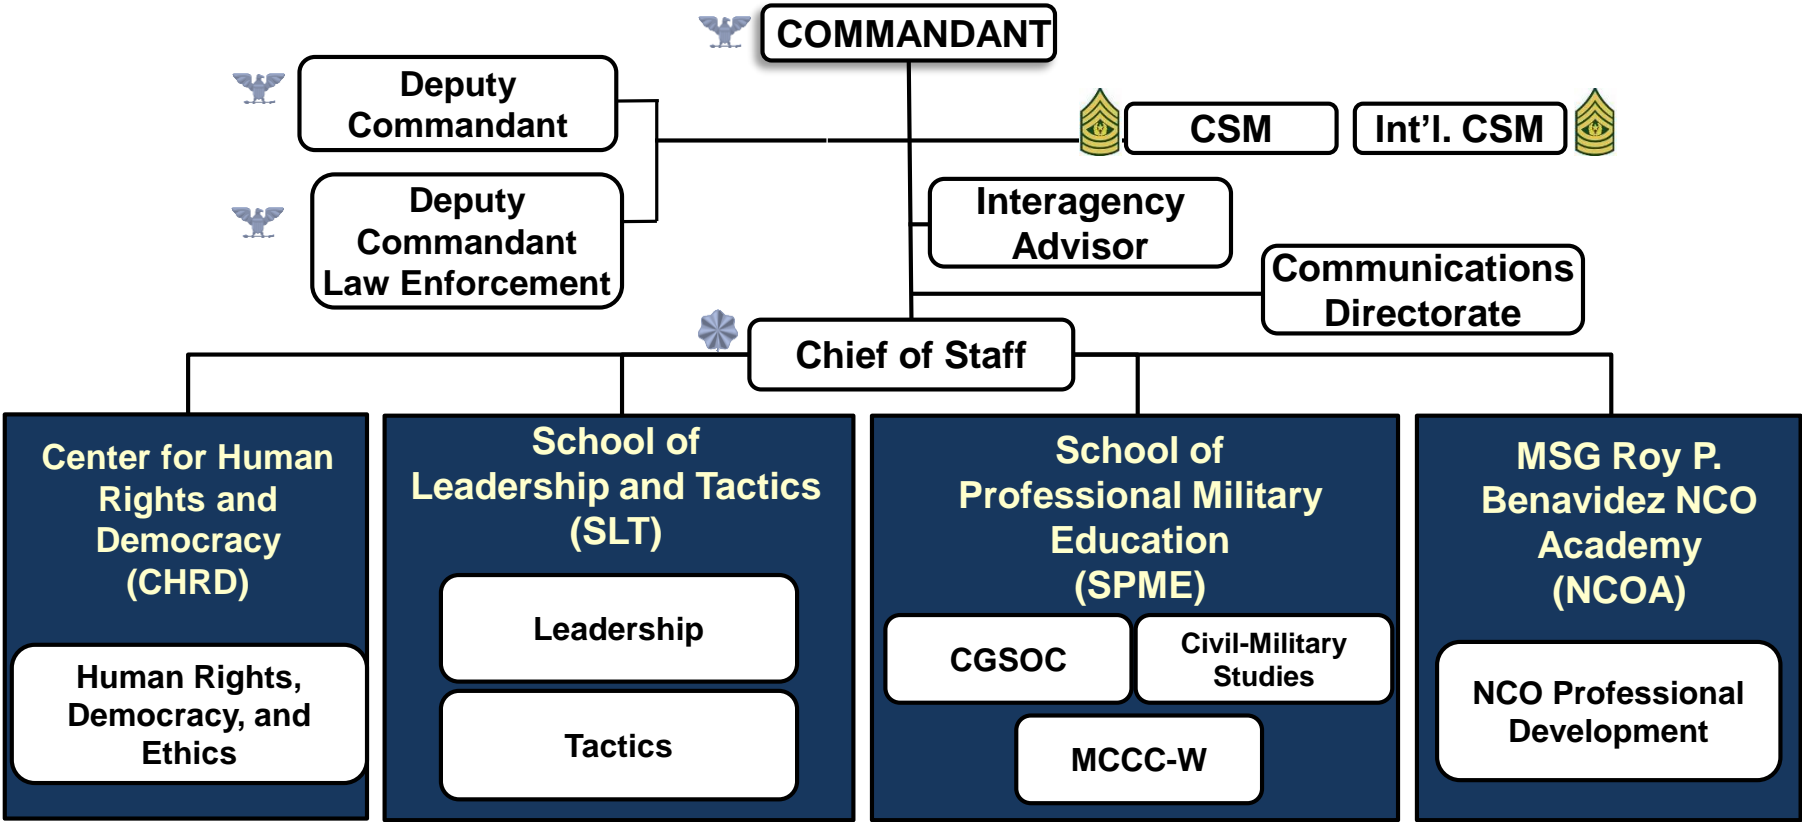 COMMANDANT
Deputy
Commandant
CSM
Int’l. CSM
Deputy
Commandant
Law Enforcement
Interagency
Advisor
Communications
Directorate
Chief of Staff
Center for Human
Rights and
Democracy
(CHRD)
Human Rights,
Democracy, and
Ethics
School of
Leadership and Tactics
(SLT)
Leadership
Tactics
School of
Professional Military
Education
(SPME)
CGSOC
Civil-Military
Studies
MCCC-W
MSG Roy P.
Benavidez NCO
Academy
(NCOA)
NCO Professional
Development